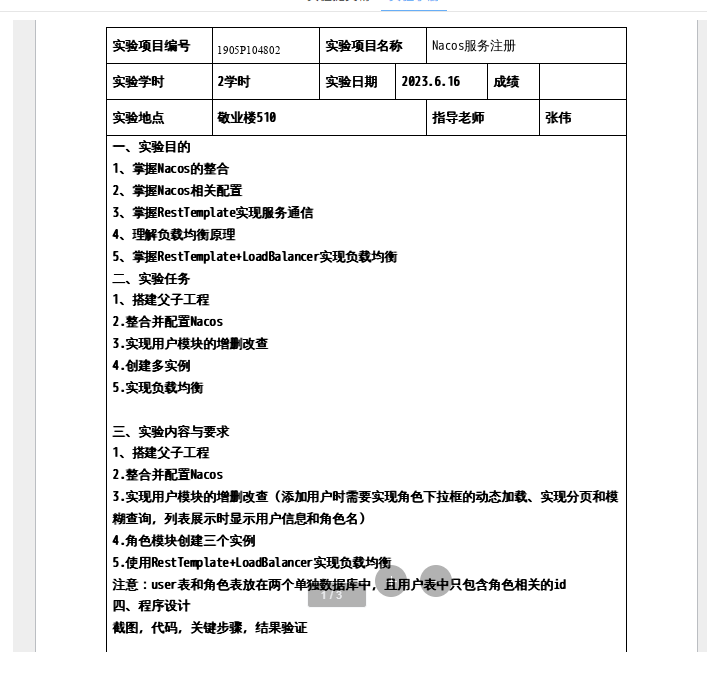 实验项目编号 1905P104802 实验项目名称 Nacos服务注册
实验学时 2学时 实验日期 2023.6.16 成绩
实验地点 敬业楼510 指导老师 张伟
一、实验目的
1、掌握Nacos的整合
2、掌握Nacos相关配置
3、掌握RestTemplate实现服务通信
4、理解负载均衡原理
5、掌握RestTemplate+LoadBalancer实现负载均衡
二、实验任务
1、搭建父子工程
2.整合并配置Nacos
3.实现用户模块的增删改查
4.创建多实例
5.实现负载均衡
三、实验内容与要求
1、搭建父子工程
2.整合并配置Nacos
3.实现用户模块的增删改查（添加用户时需要实现角色下拉框的动态加载、实现分页和模
糊查询，列表展示时显示用户信息和角色名）
4.角色模块创建三个实例
5.使用RestTemplate+LoadBalancer实现负载均衡
注意：user表和角色表放在两个单独数据库中，且用户表中只包含角色相关的id
1 / 3
四、程序设计
截图，代码，关键步骤，结果验证